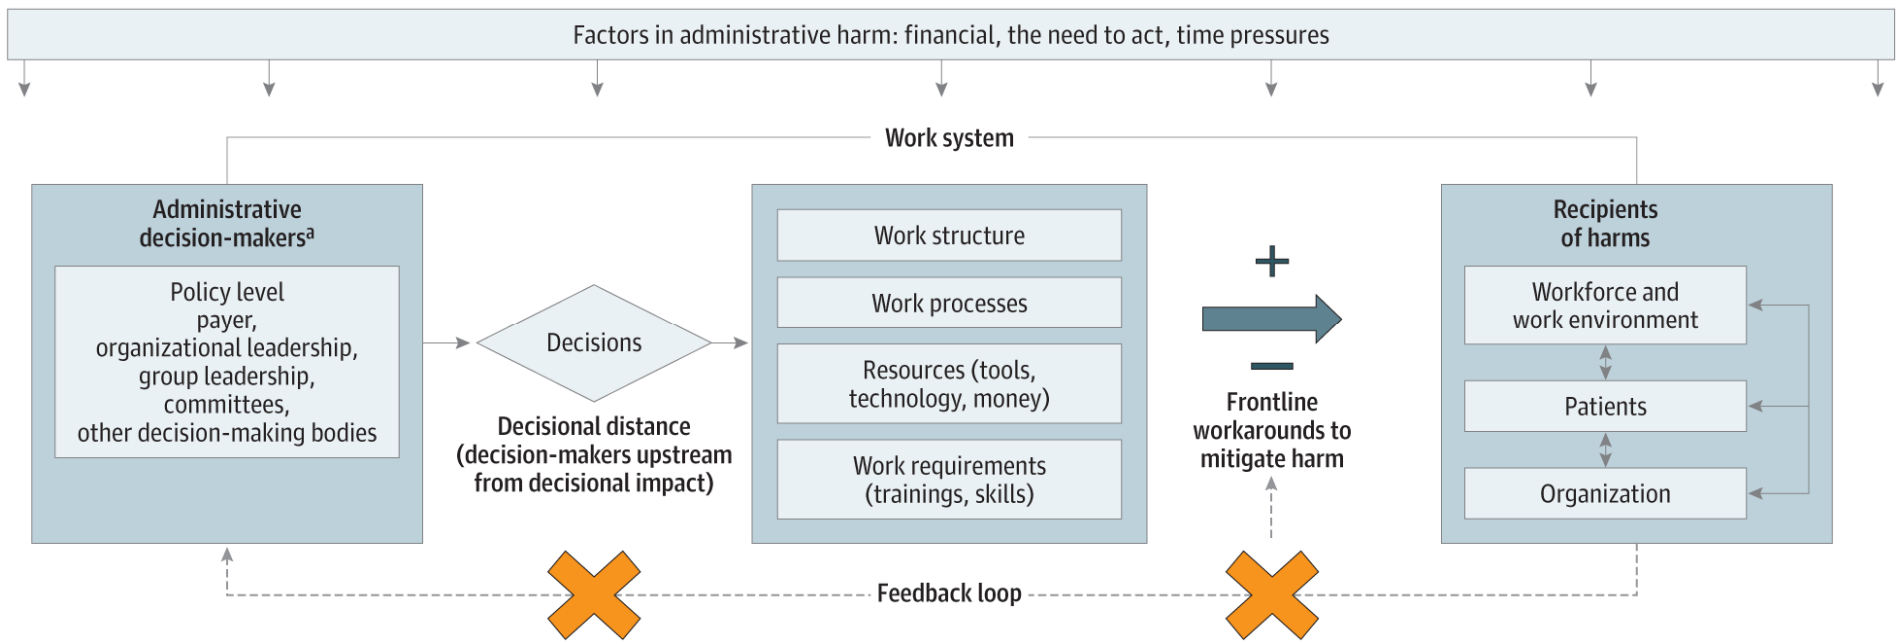 Factors in administrative harm: financial, the need to act, time pressures
Work system
Administrative
decision-makersᵃ
Policy level
payer,
organizational leadership,
group leadership,
committees,
other decision-making bodies
Decisions
Decisional distance
(decision-makers upstream
from decisional impact)
Work structure
Work processes
Resources (tools,
technology, money)
Work requirements
(trainings, skills)
+
−
Frontline
workarounds to
mitigate harm
Recipients
of harms
Workforce and
work environment
Patients
Organization
Feedback loop